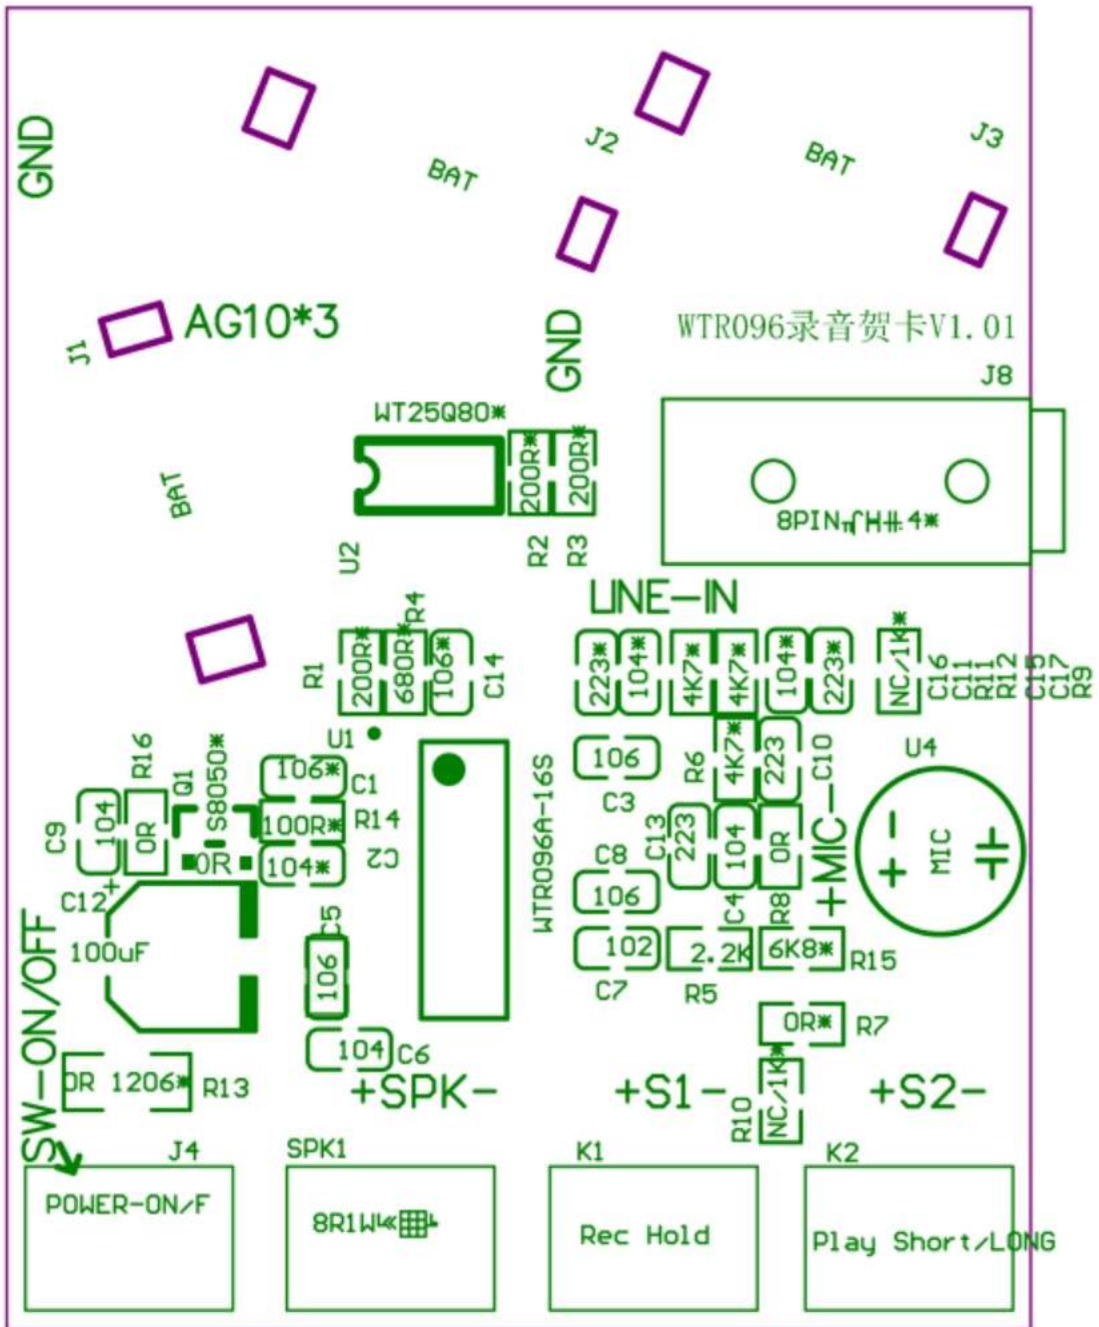 GND
J2
J3
BAT
BAT
AG10*3
J1
GND
WTR096录音贺卡V1.01
J8
WT25Q80*
200R*
200R*
BAT
U2
R2
R3
LINE-IN
R1
200R*
680R*
R4
106*
C14
223*
104*
4K7*
4K7*
104*
223*
NC/1K*
C16
C11
R11
R12
C15
C17
R9
U1
R16
Q1
S8050*
106*
C1
WTR096A-16S
106
C3
R6
4K7*
223
C10
U4
C9
104
0R
100R*
R14
0R
104*
C2
C13
223
104
0R
+MIC-
- +
MIC
C8
106
C4
R8
C12
+
100uF
C5
106
102
C7
2.2K
R5
6K8*
R15
SW-ON/OFF
104
C6
0R*
R7
0R 1206*
R13
+SPK-
+S1-
R10
NC/1K*
+S2-
J4
SPK1
K1
K2
POWER-ON/F
8R1W
Rec Hold
Play Short/LONG